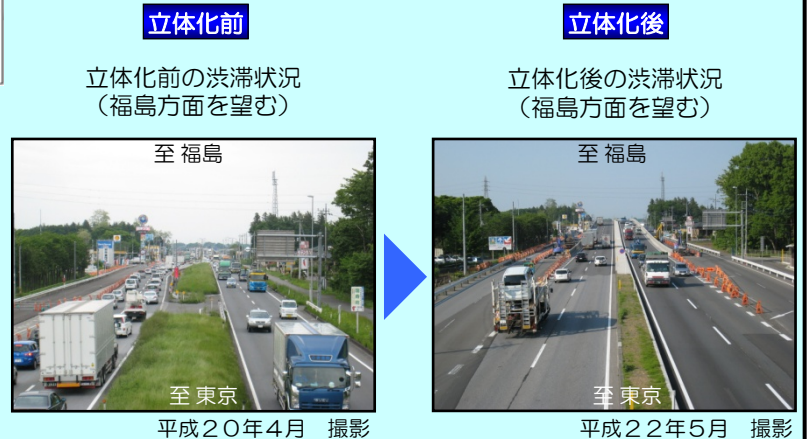 立体化前
立体化前の渋滞状況
（福島方面を望む）
至 福島
至 東京
平成２０年４月　撮影
立体化後
立体化後の渋滞状況
（福島方面を望む）
至 福島
至 東京
平成２２年５月　撮影